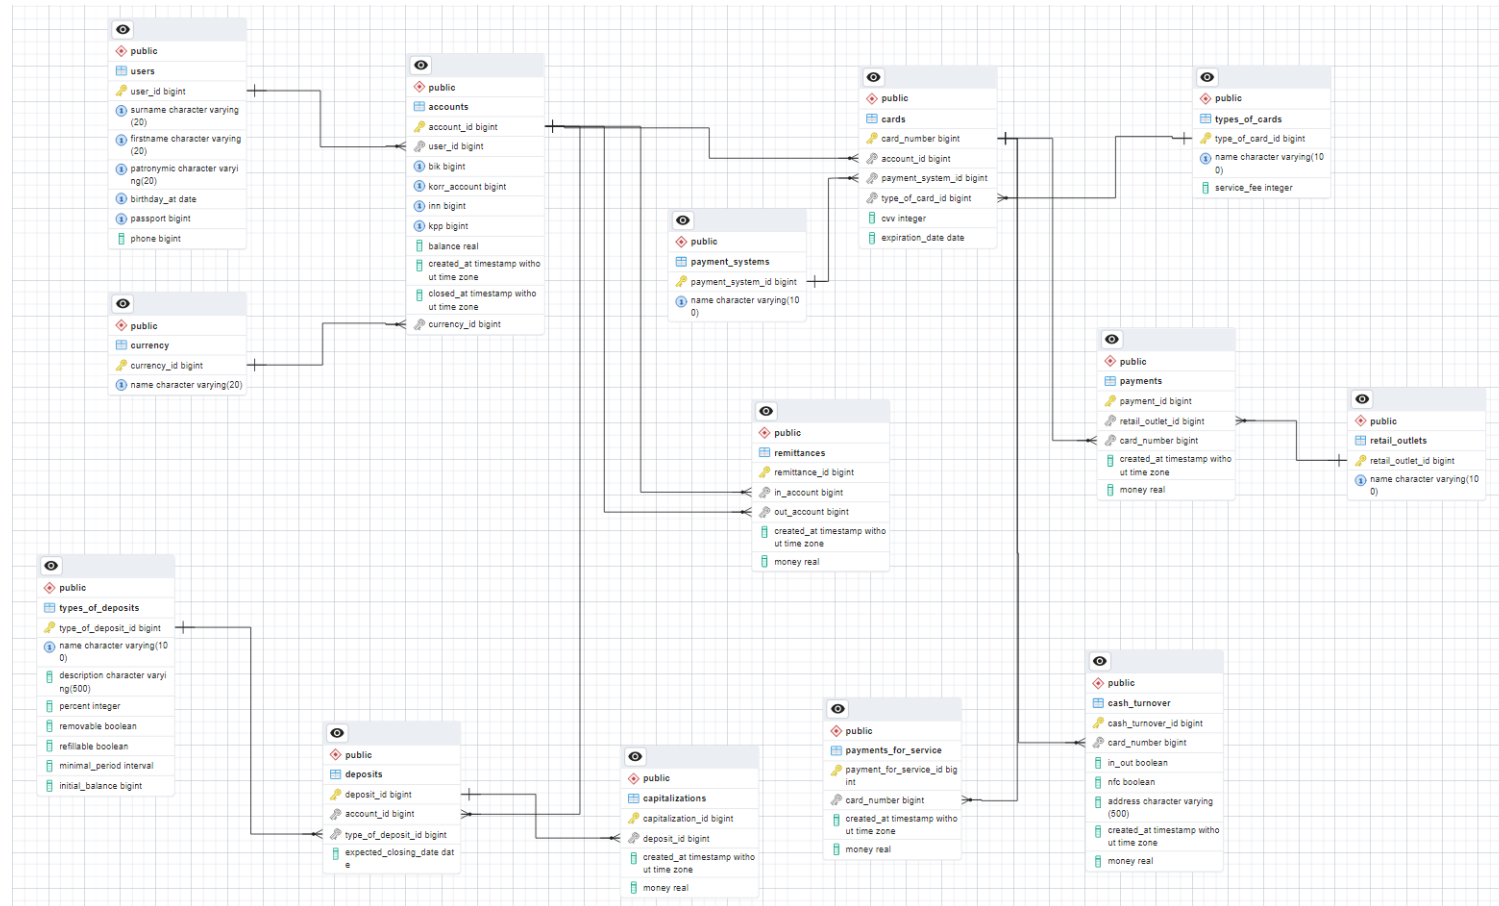 public
users
user_id bigint
surname character varying
(20)
firstname character varying
(20)
patronymic character varyi
ng(20)
birthday_at date
passport bigint
phone bigint
public
accounts
account_id bigint
user_id bigint
bik bigint
korr_account bigint
inn bigint
kpp bigint
balance real
created_at timestamp witho
ut time zone
closed_at timestamp witho
ut time zone
currency_id bigint
public
cards
card_number bigint
account_id bigint
payment_system_id bigint
type_of_card_id bigint
cvv integer
expiration_date date
public
types_of_cards
type_of_card_id bigint
name character varying(10
0)
service_fee integer
public
payment_systems
payment_system_id bigint
name character varying(10
0)
public
currency
currency_id bigint
name character varying(20)
public
payments
payment_id bigint
retail_outlet_id bigint
card_number bigint
created_at timestamp witho
ut time zone
money real
public
retail_outlets
retail_outlet_id bigint
name character varying(10
0)
public
remittances
remittance_id bigint
in_account bigint
out_account bigint
created_at timestamp witho
ut time zone
money real
public
types_of_deposits
type_of_deposit_id bigint
name character varying(10
0)
description character varyi
ng(500)
percent integer
removable boolean
refillable boolean
minimal_period interval
initial_balance bigint
public
deposits
deposit_id bigint
account_id bigint
type_of_deposit_id bigint
expected_closing_date dat
e
public
capitalizations
capitalization_id bigint
deposit_id bigint
created_at timestamp witho
ut time zone
money real
public
payments_for_service
payment_for_service_id big
int
card_number bigint
created_at timestamp witho
ut time zone
money real
public
cash_turnover
cash_turnover_id bigint
card_number bigint
in_out boolean
nfc boolean
address character varying
(500)
created_at timestamp witho
ut time zone
money real